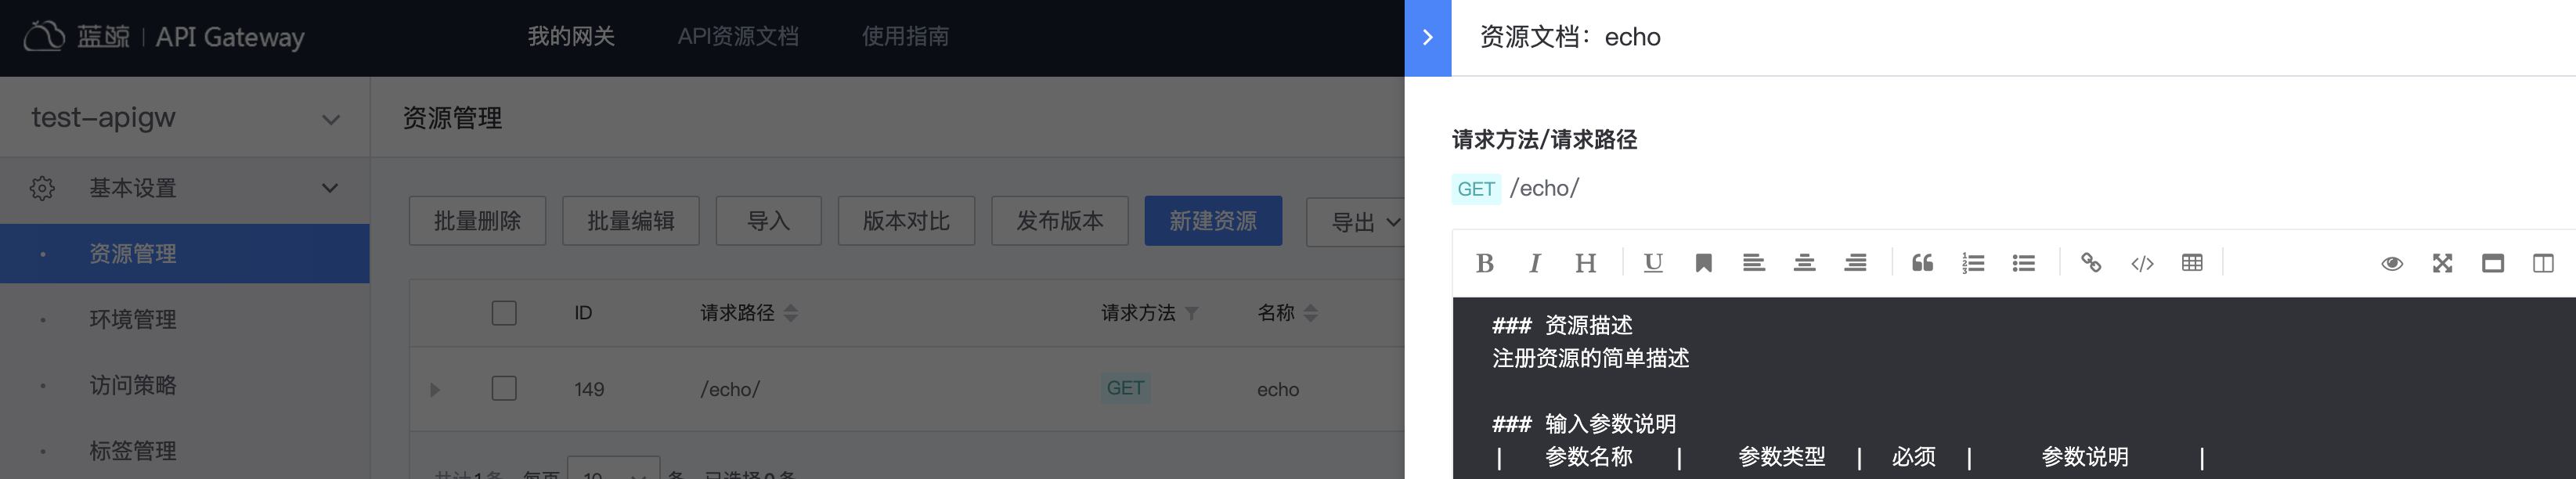 蓝鲸 | API Gateway
我的网关
API资源文档
使用指南
test-apigw
基本设置
资源管理
环境管理
访问策略
标签管理
资源管理
批量删除
批量编辑
导入
版本对比
发布版本
新建资源
导出
ID
请求路径
请求方法
名称
149
/echo/
GET
echo
资源文档：echo
请求方法/请求路径
GET /echo/
### 资源描述
注册资源的简单描述
### 输入参数说明
| 参数名称 | 参数类型 | 必须 | 参数说明 |